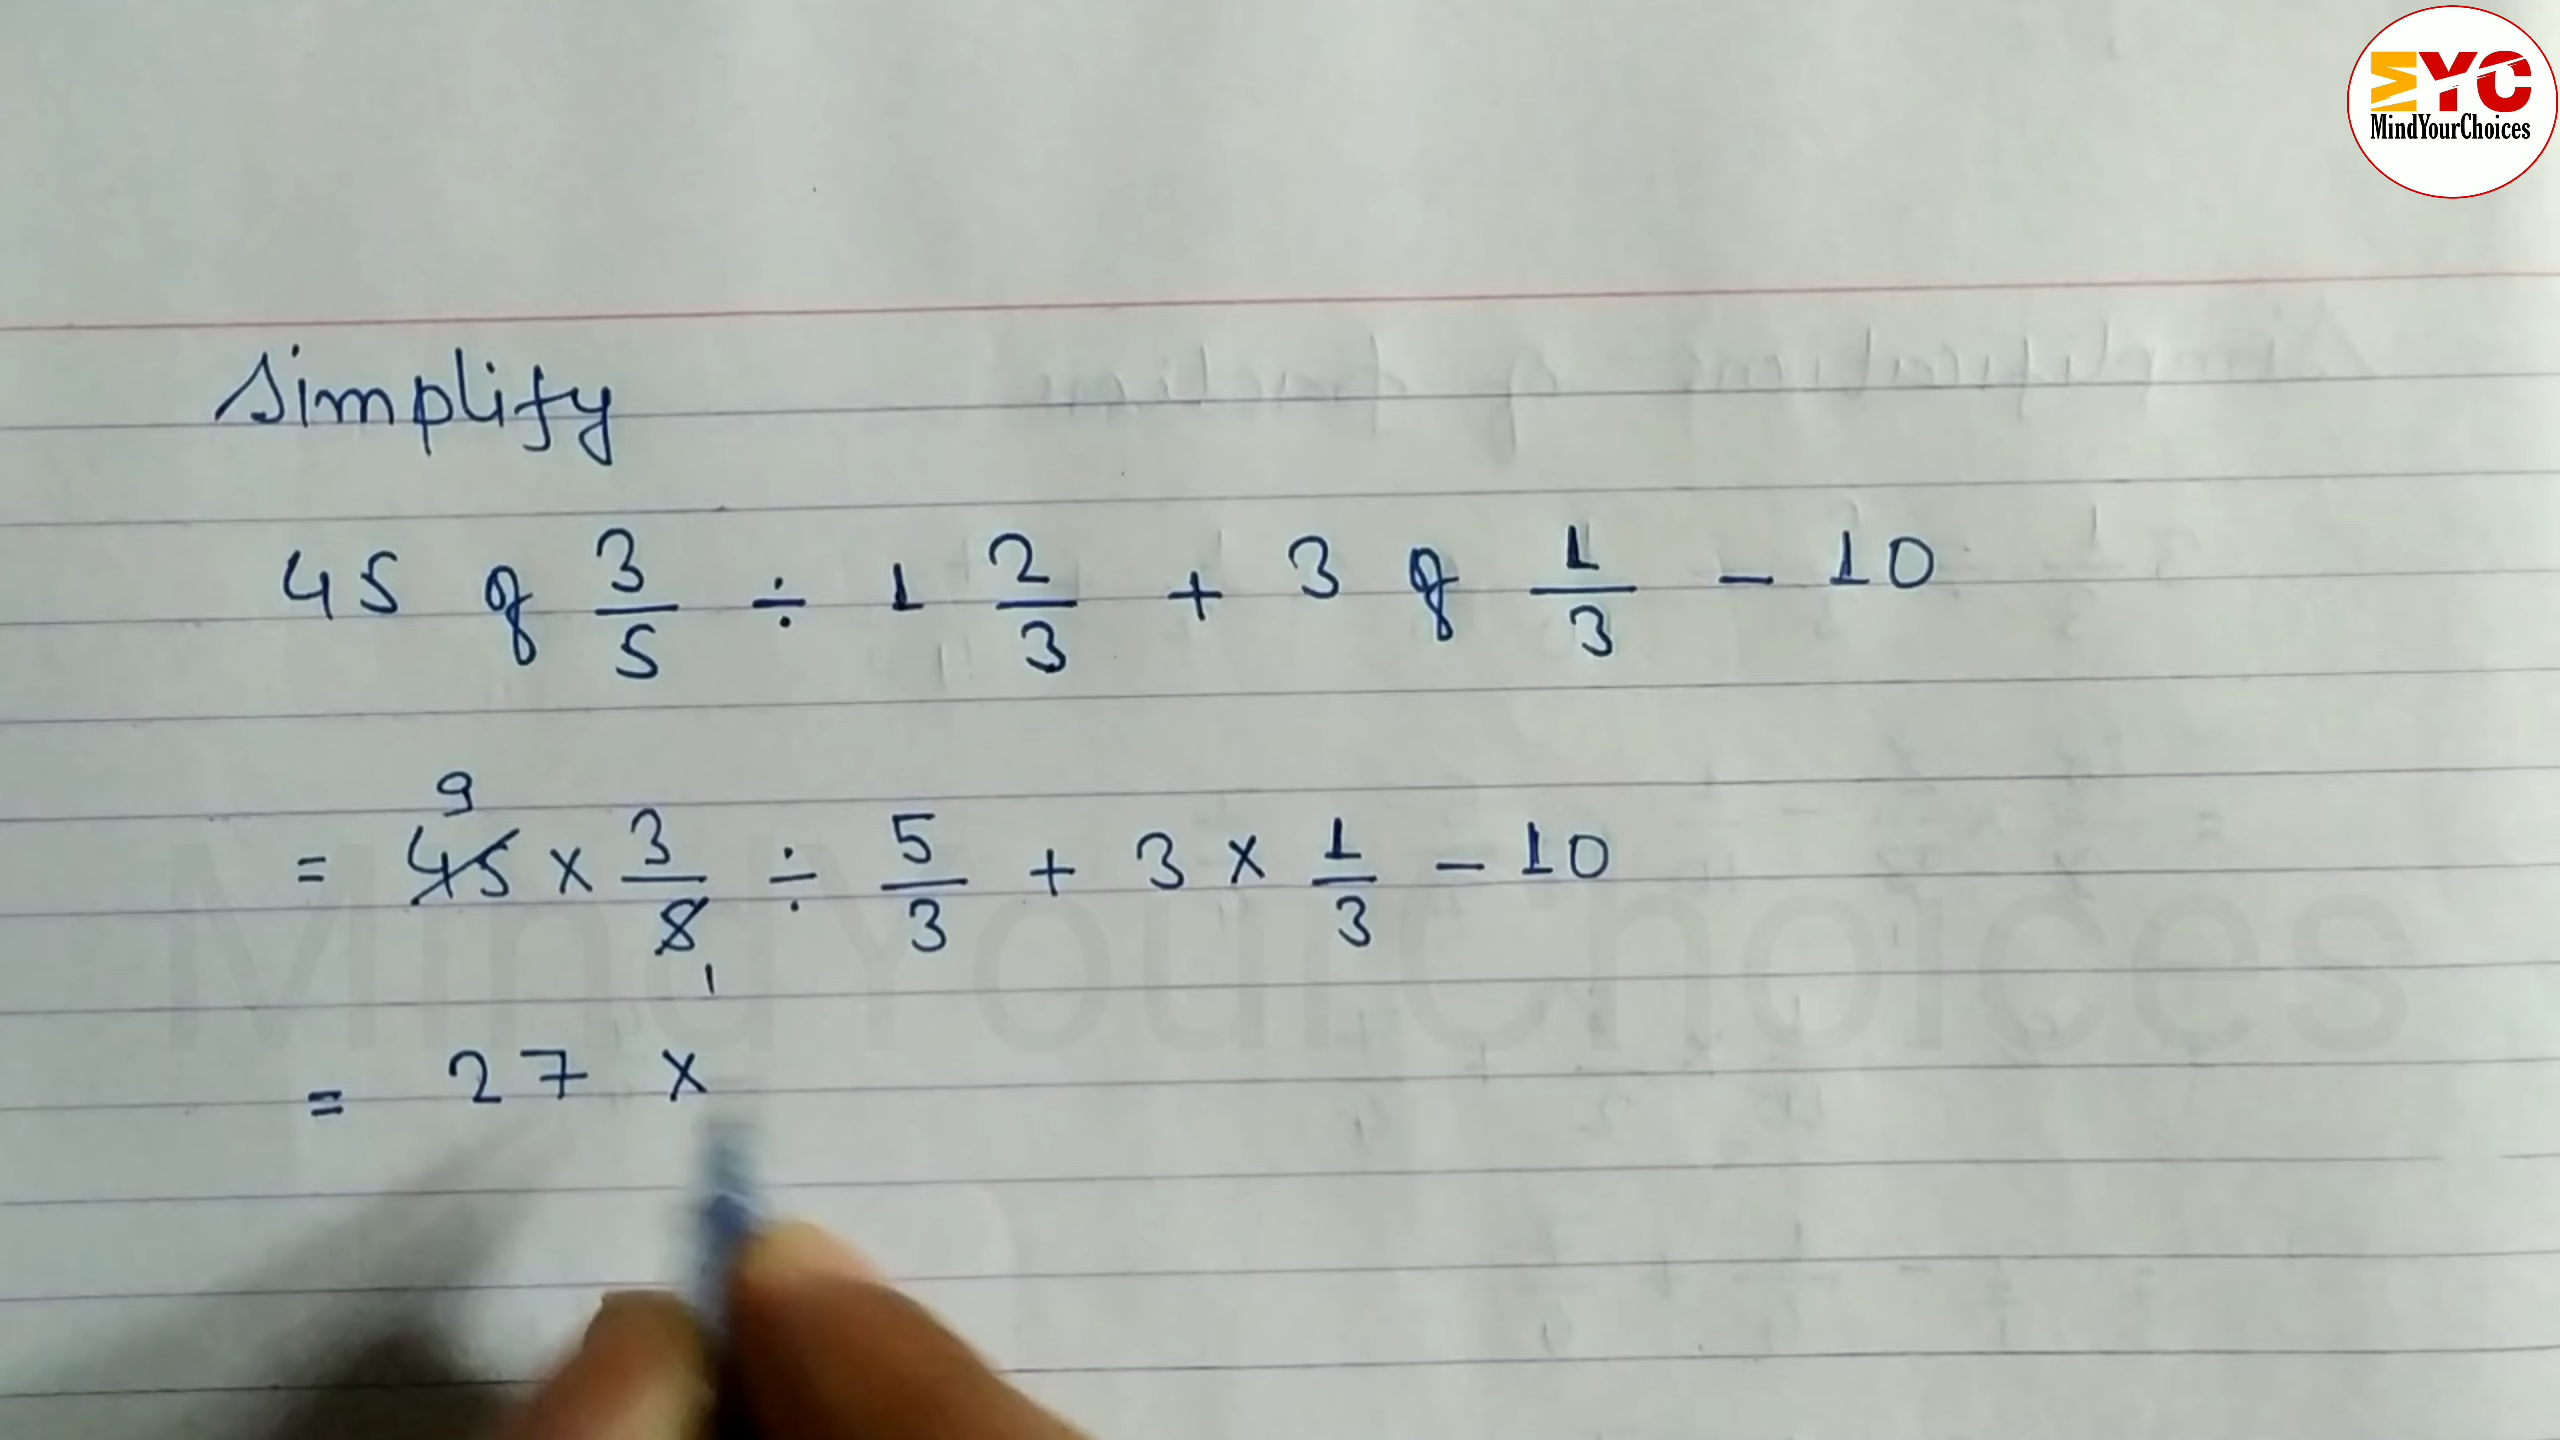 MYC
MindYourChoices
Simplify
45 of 3/5 ÷ 1 2/3 + 3 of 1/3 - 10
9
= 45 × 3/5 ÷ 5/3 + 3 × 1/3 - 10
1
= 27 ×
MindYourChoices